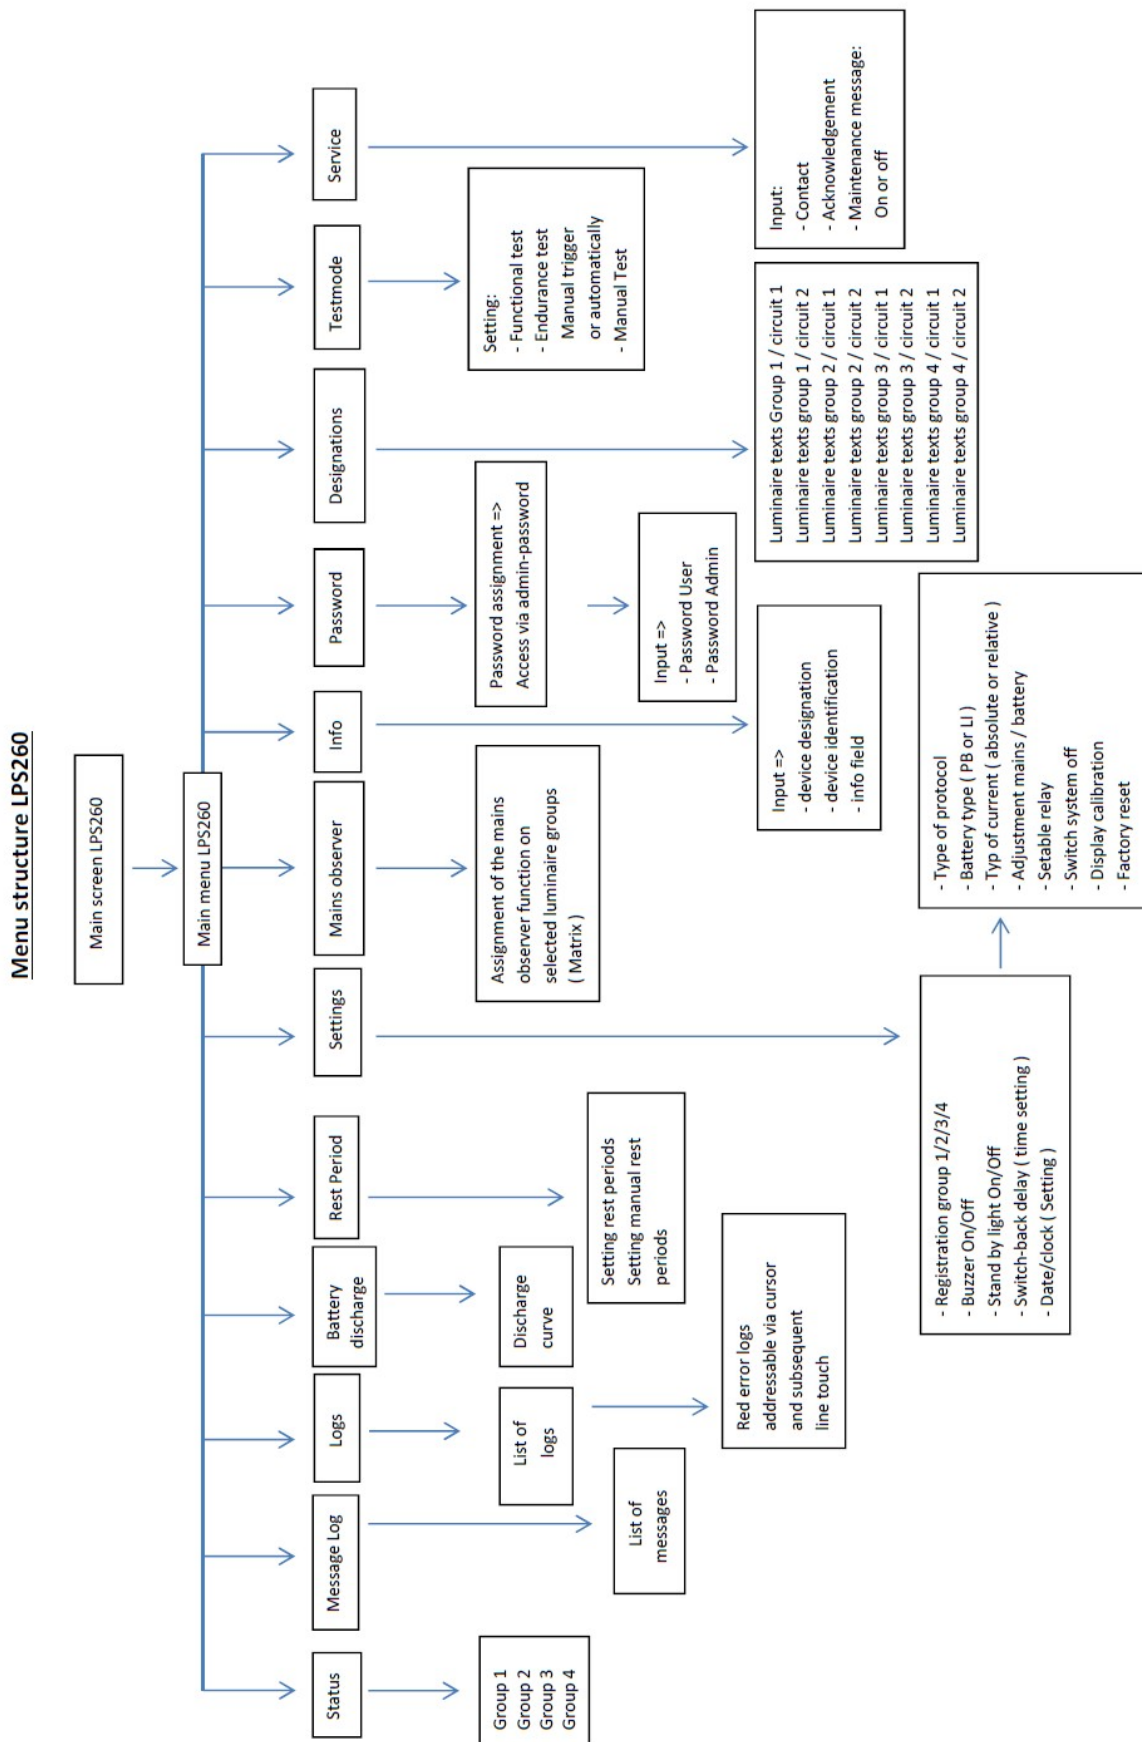 Menu structure LPS260
Main screen LPS260
Main menu LPS260
Status
Message Log
Logs
Battery
discharge
Rest Period
Settings
Mains observer
Info
Password
Designations
Testmode
Service
Group 1
Group 2
Group 3
Group 4
List of
messages
List of
logs
Red error logs
addressable via cursor
and subsequent
line touch
Discharge
curve
Setting rest periods
Setting manual rest
periods
- Registration group 1/2/3/4
- Buzzer On/Off
- Stand by light On/Off
- Switch-back delay ( time setting )
- Date/clock ( Setting )
- Type of protocol
- Battery type ( PB or LI )
- Typ of current ( absolute or relative )
- Adjustment mains / battery
- Setable relay
- Switch system off
- Display calibration
- Factory reset
Assignment of the mains
observer function on
selected luminaire groups
( Matrix )
Input =>
- device designation
- device identification
- info field
Password assignment =>
Access via admin-password
Input =>
- Password User
- Password Admin
Luminaire texts Group 1 / circuit 1
Luminaire texts group 1 / circuit 2
Luminaire texts group 2 / circuit 1
Luminaire texts group 2 / circuit 2
Luminaire texts group 3 / circuit 1
Luminaire texts group 3 / circuit 2
Luminaire texts group 4 / circuit 1
Luminaire texts group 4 / circuit 2
Setting:
- Functional test
- Endurance test
Manual trigger
or automatically
- Manual Test
Input:
- Contact
- Acknowledgement
- Maintenance message:
On or off